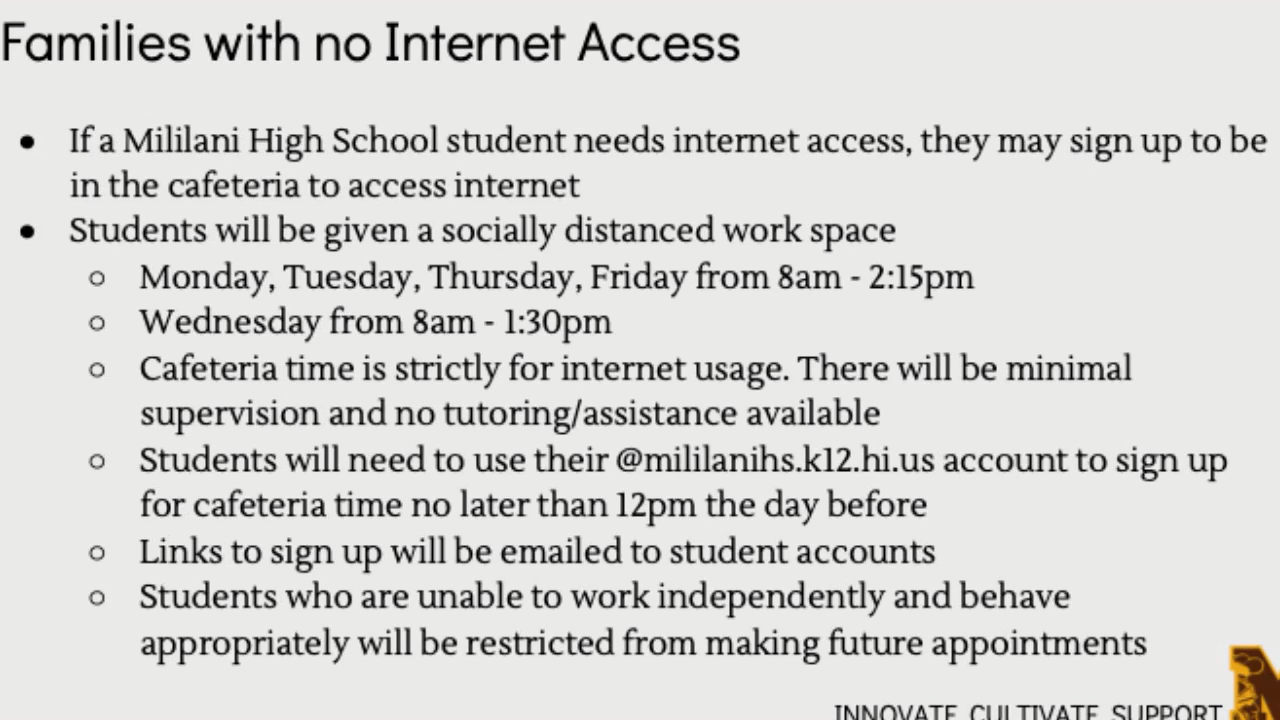 Families with no Internet Access
● If a Mililani High School student needs internet access, they may sign up to be
in the cafeteria to access internet
● Students will be given a socially distanced work space
○ Monday, Tuesday, Thursday, Friday from 8am - 2:15pm
○ Wednesday from 8am - 1:30pm
○ Cafeteria time is strictly for internet usage. There will be minimal
supervision and no tutoring/assistance available
○ Students will need to use their @mililanihs.k12.hi.us account to sign up
for cafeteria time no later than 12pm the day before
○ Links to sign up will be emailed to student accounts
○ Students who are unable to work independently and behave
appropriately will be restricted from making future appointments
INNOVATE CULTIVATE SUPPORT